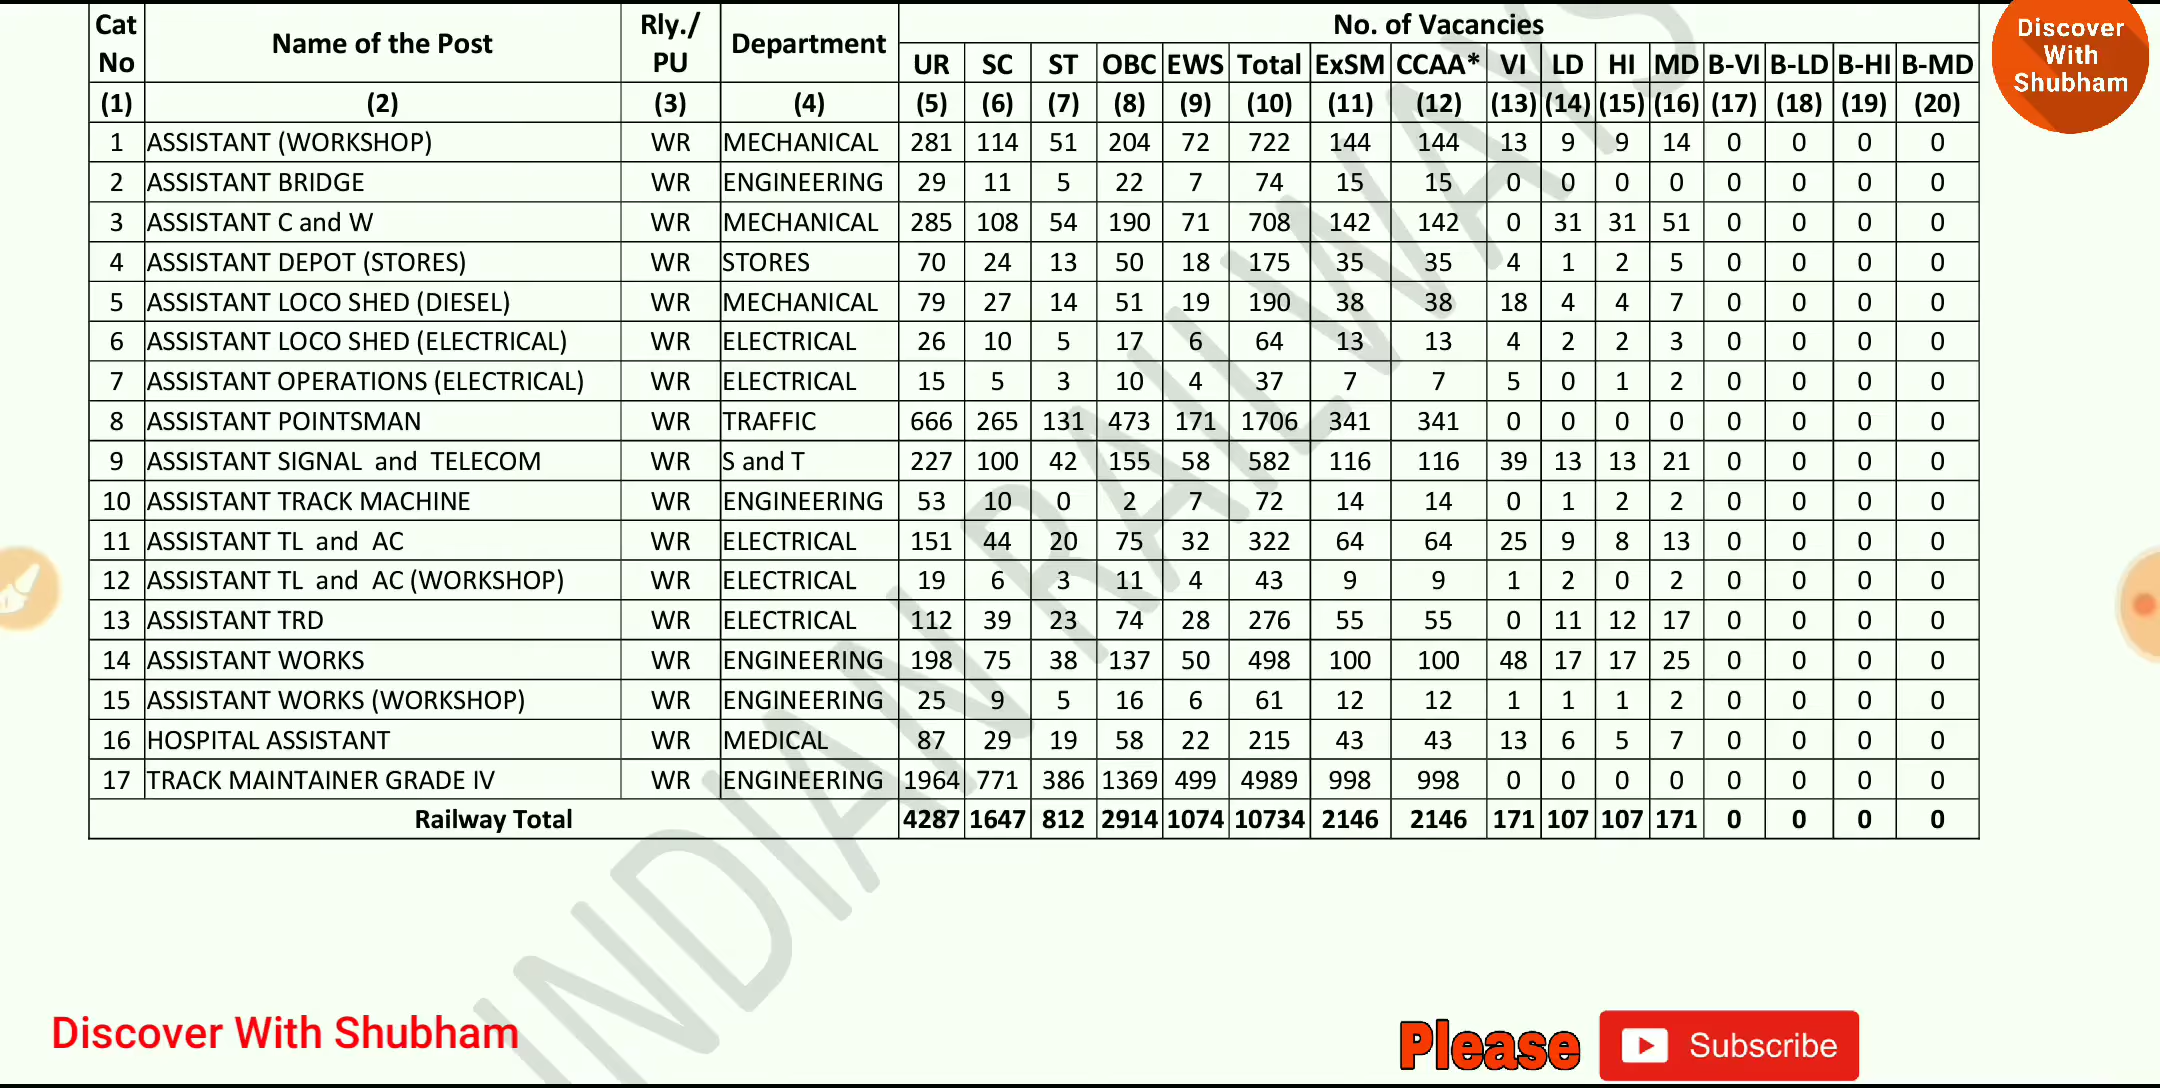 Cat No Name of the Post Rly./ PU Department No. of Vacancies
UR SC ST OBC EWS Total ExSM CCAA* VI LD HI MD B-VI B-LD B-HI B-MD
(1) (2) (3) (4) (5) (6) (7) (8) (9) (10) (11) (12) (13) (14) (15) (16) (17) (18) (19) (20)
1 ASSISTANT (WORKSHOP) WR MECHANICAL 281 114 51 204 72 722 144 144 13 9 9 14 0 0 0 0
2 ASSISTANT BRIDGE WR ENGINEERING 29 11 5 22 7 74 15 15 0 0 0 0 0 0 0 0
3 ASSISTANT C and W WR MECHANICAL 285 108 54 190 71 708 142 142 0 31 31 51 0 0 0 0
4 ASSISTANT DEPOT (STORES) WR STORES 70 24 13 50 18 175 35 35 4 1 2 5 0 0 0 0
5 ASSISTANT LOCO SHED (DIESEL) WR MECHANICAL 79 27 14 51 19 190 38 38 18 4 4 7 0 0 0 0
6 ASSISTANT LOCO SHED (ELECTRICAL) WR ELECTRICAL 26 10 5 17 6 64 13 13 4 2 2 3 0 0 0 0
7 ASSISTANT OPERATIONS (ELECTRICAL) WR ELECTRICAL 15 5 3 10 4 37 7 7 5 0 1 2 0 0 0 0
8 ASSISTANT POINTSMAN WR TRAFFIC 666 265 131 473 171 1706 341 341 0 0 0 0 0 0 0 0
9 ASSISTANT SIGNAL and TELECOM WR S and T 227 100 42 155 58 582 116 116 39 13 13 21 0 0 0 0
10 ASSISTANT TRACK MACHINE WR ENGINEERING 53 10 0 2 7 72 14 14 0 1 2 2 0 0 0 0
11 ASSISTANT TL and AC WR ELECTRICAL 151 44 20 75 32 322 64 64 25 9 8 13 0 0 0 0
12 ASSISTANT TL and AC (WORKSHOP) WR ELECTRICAL 19 6 3 11 4 43 9 9 1 2 0 2 0 0 0 0
13 ASSISTANT TRD WR ELECTRICAL 112 39 23 74 28 276 55 55 0 11 12 17 0 0 0 0
14 ASSISTANT WORKS WR ENGINEERING 198 75 38 137 50 498 100 100 48 17 17 25 0 0 0 0
15 ASSISTANT WORKS (WORKSHOP) WR ENGINEERING 25 9 5 16 6 61 12 12 1 1 1 2 0 0 0 0
16 HOSPITAL ASSISTANT WR MEDICAL 87 29 19 58 22 215 43 43 13 6 5 7 0 0 0 0
17 TRACK MAINTAINER GRADE IV WR ENGINEERING 1964 771 386 1369 499 4989 998 998 0 0 0 0 0 0 0 0
Railway Total 4287 1647 812 2914 1074 10734 2146 2146 171 107 107 171 0 0 0 0
INDIAN RAILWAYS
Discover
With
Shubham
Discover With Shubham
Please
Subscribe